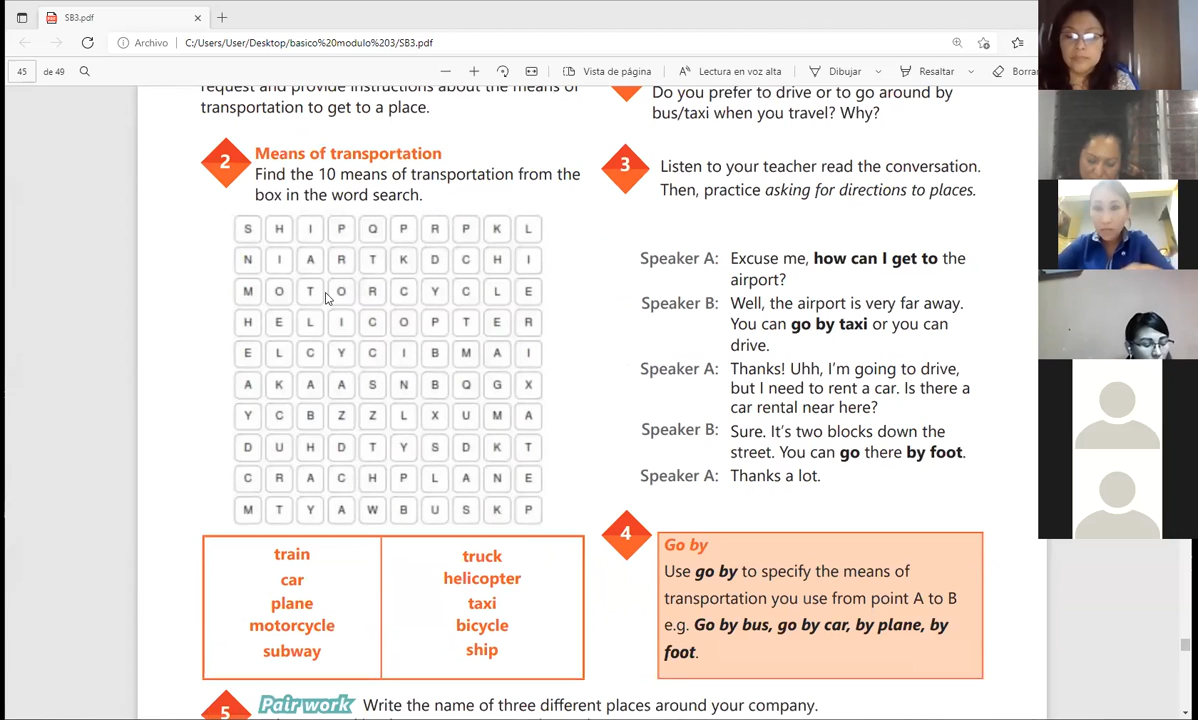 SB3.pdf
Archivo C:/Users/User/Desktop/basico%20modulo%203/SB3.pdf
45 de 49 Vista de página Lectura en voz alta Dibujar Resaltar Borrar
request and provide instructions about the means of
transportation to get to a place.
2 Means of transportation
Find the 10 means of transportation from the
box in the word search.
S H I P Q P R P K L
N I A R T K D C H I
M O T O R C Y C L E
H E L I C O P T E R
E L C Y C I B M A I
A K A A S N B Q G X
Y C B Z Z L X U M A
D U H D T Y S D K T
C R A C H P L A N E
M T Y A W B U S K P
train
car
plane
motorcycle
subway
truck
helicopter
taxi
bicycle
ship
Do you prefer to drive or to go around by
bus/taxi when you travel? Why?
3 Listen to your teacher read the conversation.
Then, practice asking for directions to places.
Speaker A: Excuse me, how can I get to the
airport?
Speaker B: Well, the airport is very far away.
You can go by taxi or you can
drive.
Speaker A: Thanks! Uhh, I'm going to drive,
but I need to rent a car. Is there a
car rental near here?
Speaker B: Sure. It's two blocks down the
street. You can go there by foot.
Speaker A: Thanks a lot.
4 Go by
Use go by to specify the means of
transportation you use from point A to B
e.g. Go by bus, go by car, by plane, by
foot.
5 Pair work Write the name of three different places around your company.